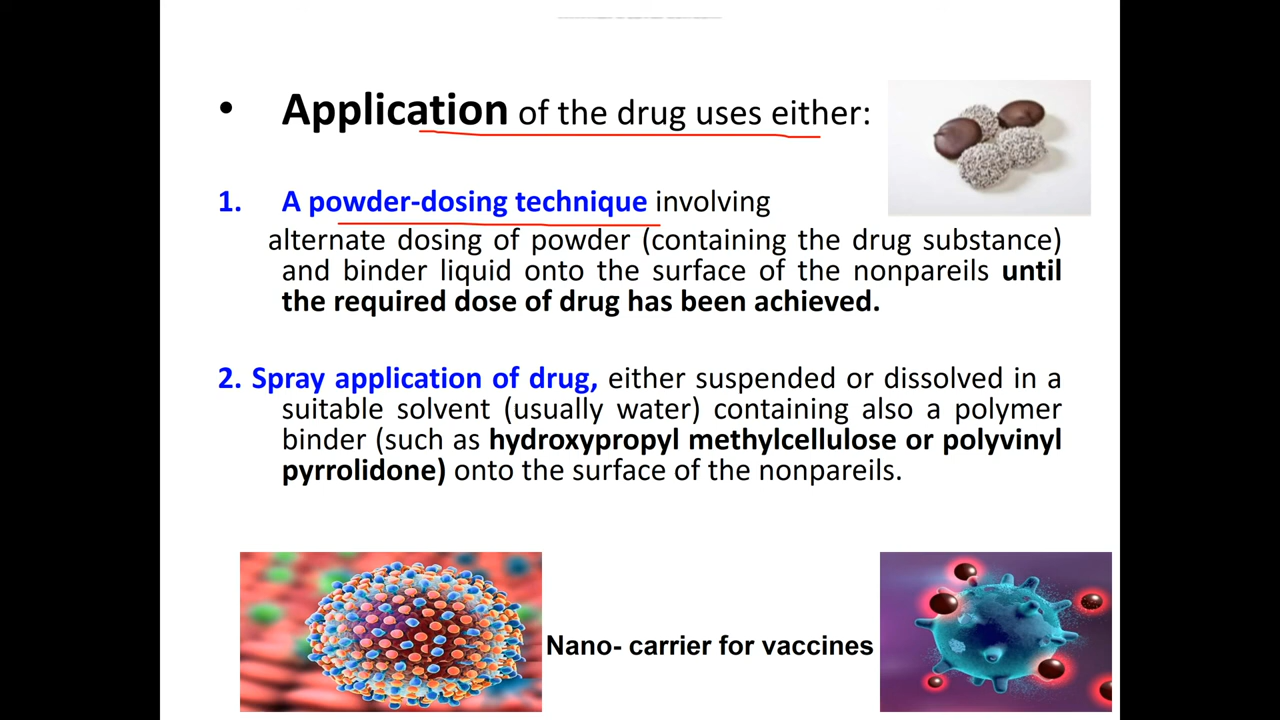 • Application of the drug uses either:
1. A powder-dosing technique involving
alternate dosing of powder (containing the drug substance)
and binder liquid onto the surface of the nonpareils until
the required dose of drug has been achieved.
2. Spray application of drug, either suspended or dissolved in a
suitable solvent (usually water) containing also a polymer
binder (such as hydroxypropyl methylcellulose or polyvinyl
pyrrolidone) onto the surface of the nonpareils.
Nano- carrier for vaccines